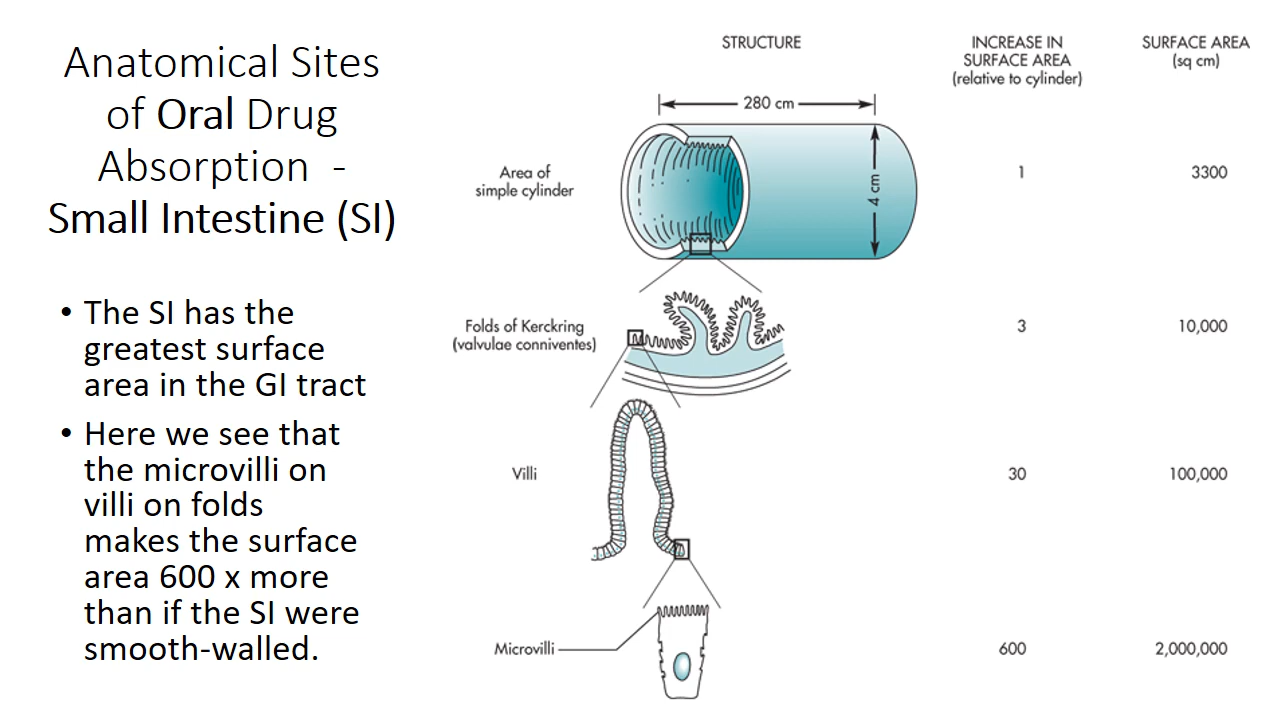 Anatomical Sites
of Oral Drug
Absorption -
Small Intestine (SI)
• The SI has the
greatest surface
area in the GI tract
• Here we see that
the microvilli on
villi on folds
makes the surface
area 600 x more
than if the SI were
smooth-walled.
STRUCTURE
INCREASE IN
SURFACE AREA
(relative to cylinder)
SURFACE AREA
(sq cm)
280 cm
4 cm
Area of
simple cylinder
1
3300
Folds of Kerckring
(valvulae conniventes)
3
10,000
Villi
30
100,000
Microvilli
600
2,000,000